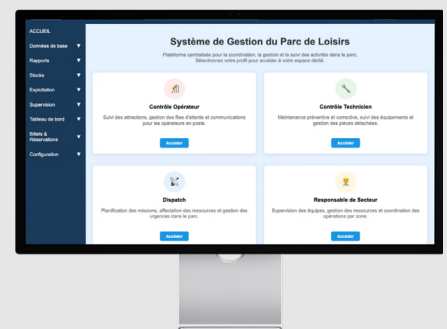 ACCUEIL
Données de base
Rapports
Stocks
Exploitation
Supervision
Tableau de bord
Billets &
Réservations
Configuration
Système de Gestion du Parc de Loisirs
Plateforme centralisée pour la coordination, la gestion et le suivi des activités dans le parc.
Sélectionnez votre profil pour accéder à votre espace dédié.
Contrôle Opérateur
Suivi des attractions, gestion des files d'attente et communications
pour les opérateurs en poste.
Accéder
Contrôle Technicien
Maintenance préventive et corrective, suivi des équipements et
gestion des pièces détachées.
Accéder
Dispatch
Planification des missions, affectation des ressources et gestion des
urgences dans le parc.
Accéder
Responsable de Secteur
Supervision des équipes, gestion des ressources et coordination des
opérations par zone.
Accéder